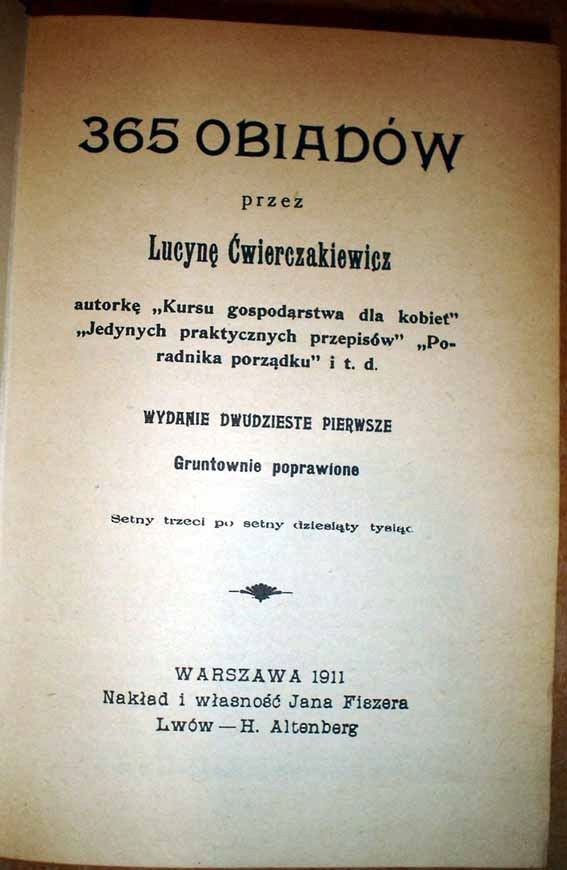 365 OBIADÓW
przez
Lucynę Ćwierczakiewicz
autorkę „Kursu gospodarstwa dla kobiet”
„Jedynych praktycznych przepisów” „Po-
radnika porządku” i t. d.
WYDANIE DWUDZIESTE PIERWSZE
Gruntownie poprawione
Setny trzeci po setny dziesiąty tysiąc
WARSZAWA 1911
Nakład i własność Jana Fiszera
Lwów — H. Altenberg